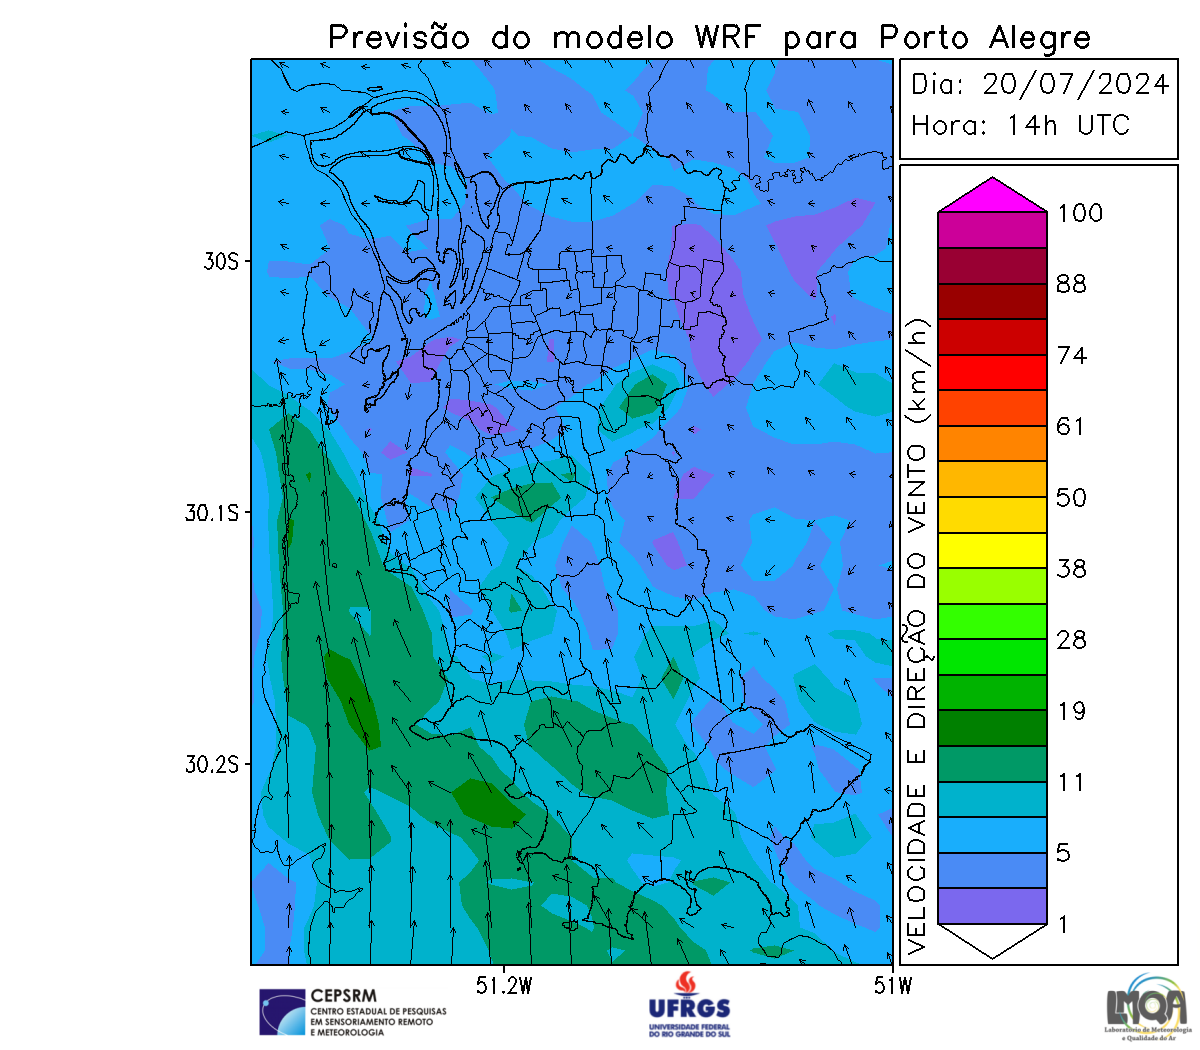 Previsão do modelo WRF para Porto Alegre
Dia: 20/07/2024
Hora: 14h UTC
100
88
74
61
50
38
28
19
11
5
1
VELOCIDADE E DIREÇÃO DO VENTO (km/h)
30S
30.1S
30.2S
51.2W
51W
CEPSRM
CENTRO ESTADUAL DE PESQUISAS
EM SENSORIAMENTO REMOTO
E METEOROLOGIA
UFRGS
UNIVERSIDADE FEDERAL
DO RIO GRANDE DO SUL
LMQA
Laboratório de Meteorologia
e Qualidade do Ar